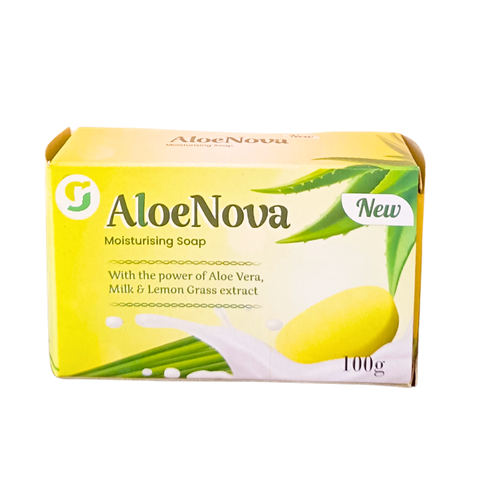 AloeNova
New
Moisturising Soap
AloeNova
New
Moisturising Soap
With the power of Aloe Vera,
Milk & Lemon Grass extract
100g